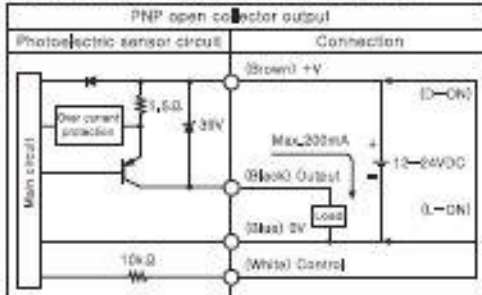 PNP open collector output
Photoelectric sensor circuit
Connection
(Brown) +V
(D-ON)
1.5Ω
Over current
protection
39V
Max. 200mA
+
12-24VDC
Main circuit
(Black) Output
Load
(L-ON)
(Blue) 0V
10kΩ
(White) Control